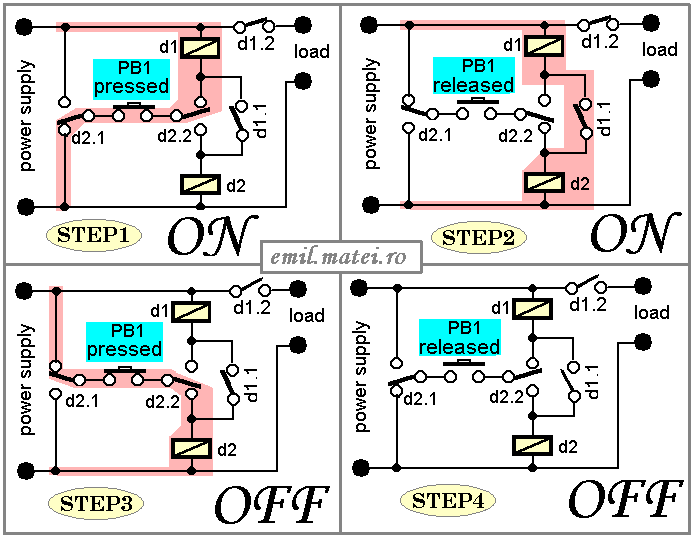 d1
d1.2
load
power supply
PB1
pressed
d2.1
d2.2
d1.1
d2
STEP1
ON
d1
d1.2
load
power supply
PB1
released
d2.1
d2.2
d1.1
d2
STEP2
ON
emil.matei.ro
d1
d1.2
load
power supply
PB1
pressed
d2.1
d2.2
d1.1
d2
STEP3
OFF
d1
d1.2
load
power supply
PB1
released
d2.1
d2.2
d1.1
d2
STEP4
OFF